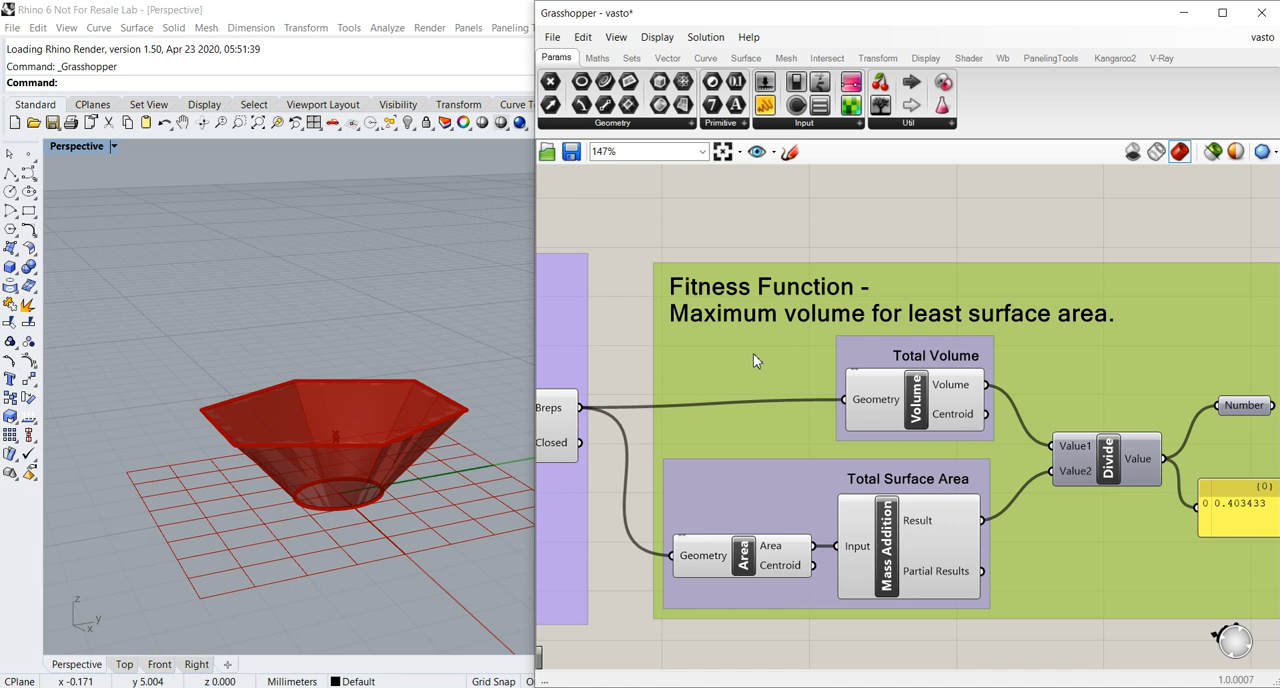 Rhino 6 Not For Resale Lab - [Perspective]
File Edit View Curve Surface Solid Mesh Dimension Transform Tools Analyze Render Panels Paneling T
Loading Rhino Render, version 1.50, Apr 23 2020, 05:51:39
Command: _Grasshopper
Command:
Standard CPlanes Set View Display Select Viewport Layout Visibility Transform Curve T
Perspective
z
y
x
Perspective Top Front Right
CPlane x -0.171 y 5.004 z 0.000 Millimeters Default Grid Snap O
Grasshopper - vasto*
File Edit View Display Solution Help vasto
Params Maths Sets Vector Curve Surface Mesh Intersect Transform Display Shader Wb PanelingTools Kangaroo2 V-Ray
Geometry Primitive Input Util
147%
Fitness Function -
Maximum volume for least surface area.
Total Volume
Breps
Closed
Geometry
Volume
Volume
Centroid
Total Surface Area
Geometry
Area
Area
Centroid
Input
Mass Addition
Result
Partial Results
Value1
Value2
Divide
Value
Number
{0}
0 0.403433
...
1.0.0007